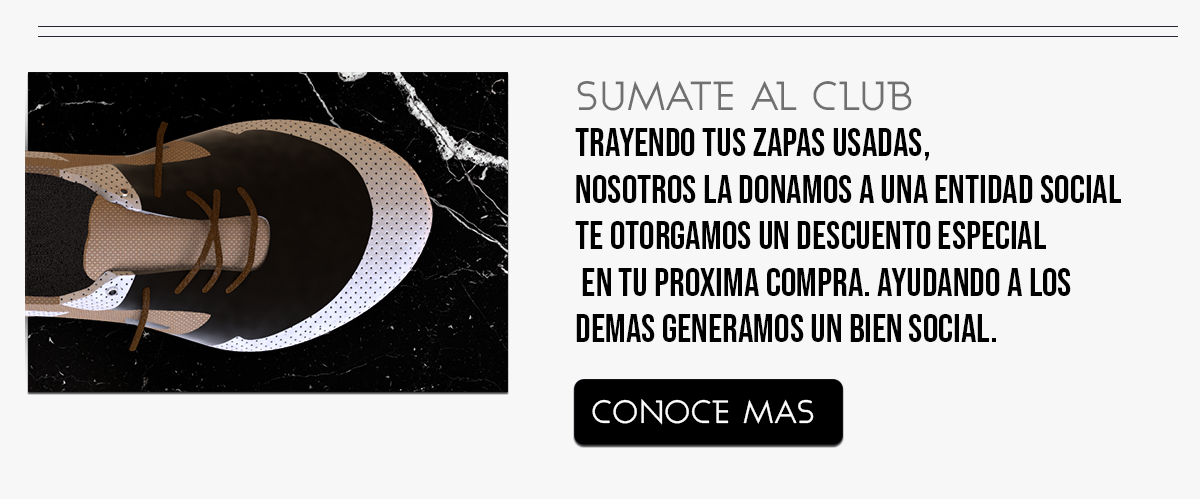 SUMATE AL CLUB
TRAYENDO TUS ZAPAS USADAS,
NOSOTROS LA DONAMOS A UNA ENTIDAD SOCIAL
TE OTORGAMOS UN DESCUENTO ESPECIAL
EN TU PROXIMA COMPRA. AYUDANDO A LOS
DEMAS GENERAMOS UN BIEN SOCIAL.
CONOCE MAS